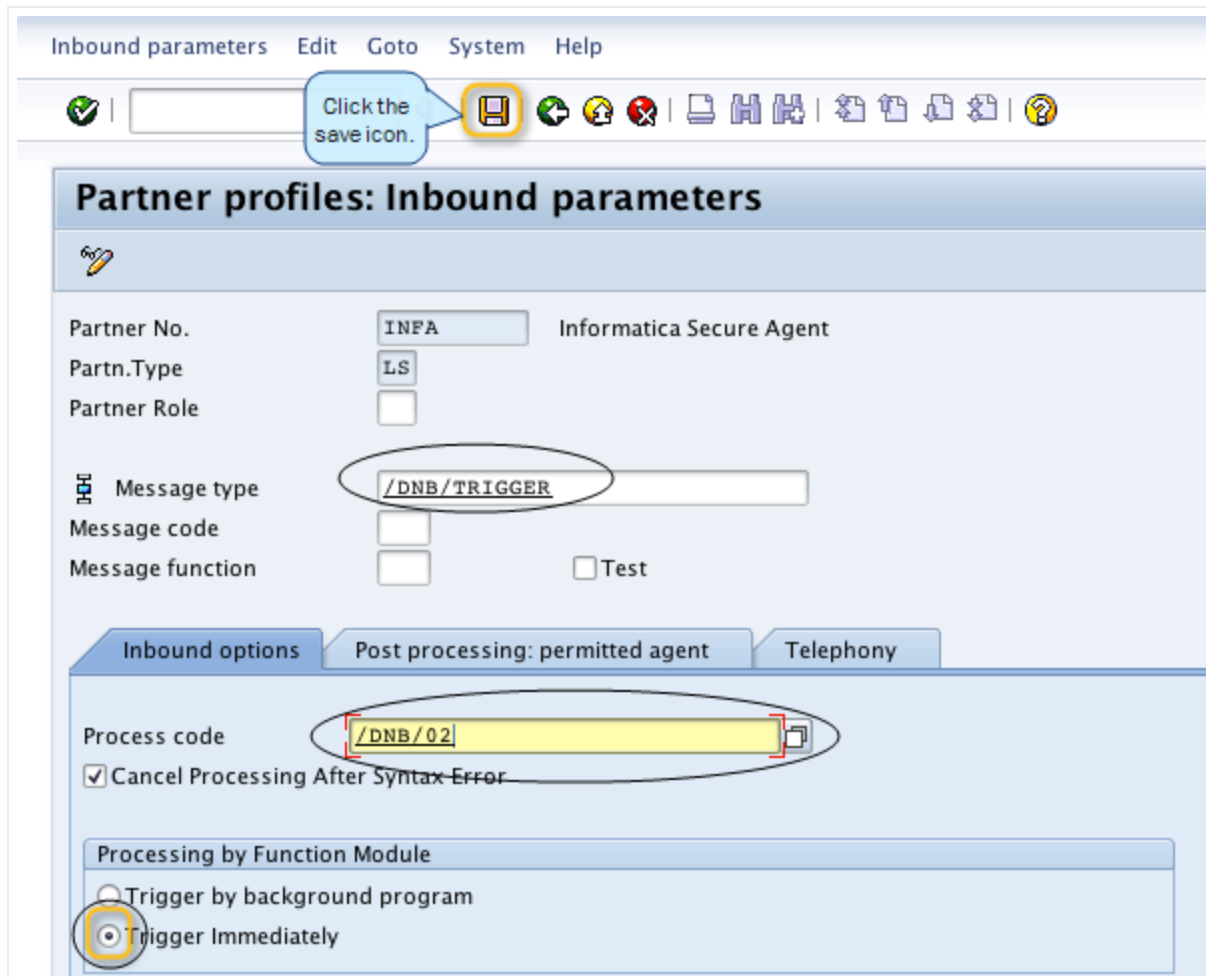 Inbound parameters Edit Goto System Help
Click the
save icon.
Partner profiles: Inbound parameters
Partner No. INFA Informatica Secure Agent
Partn.Type LS
Partner Role
Message type /DNB/TRIGGER
Message code
Message function Test
Inbound options Post processing: permitted agent Telephony
Process code /DNB/02
Cancel Processing After Syntax Error
Processing by Function Module
Trigger by background program
Trigger Immediately